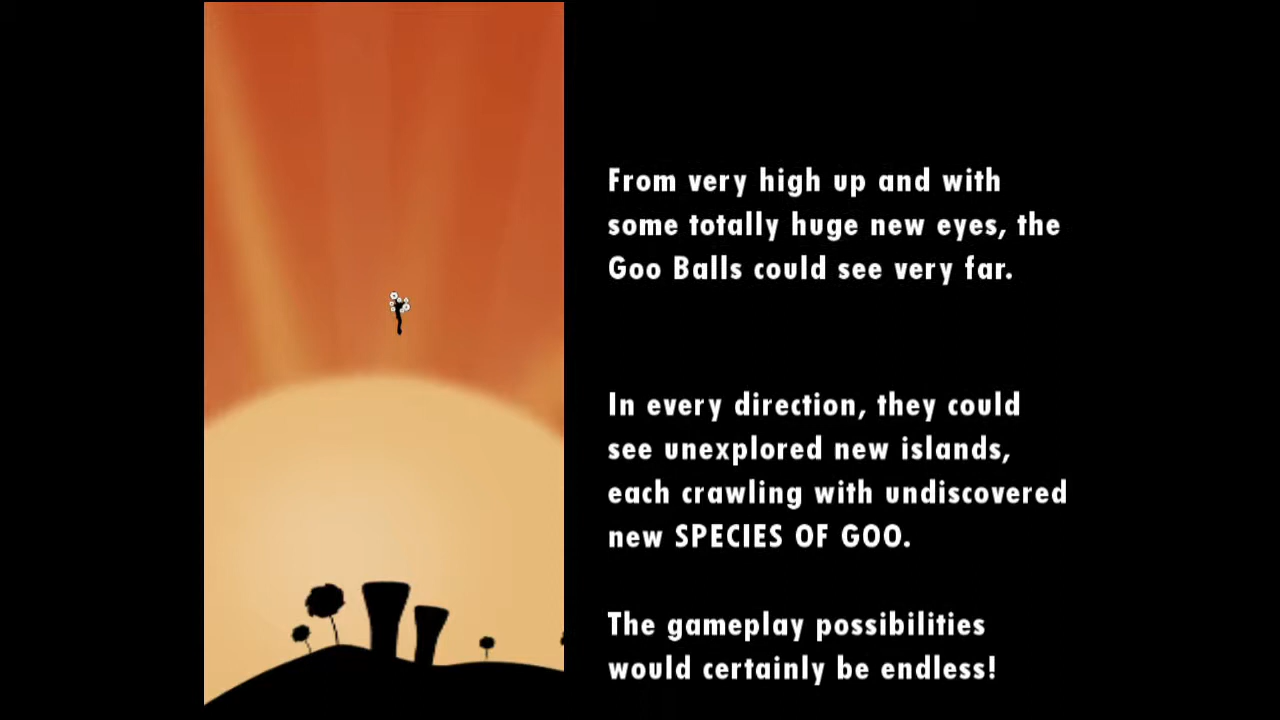 From very high up and with
some totally huge new eyes, the
Goo Balls could see very far.
In every direction, they could
see unexplored new islands,
each crawling with undiscovered
new SPECIES OF GOO.
The gameplay possibilities
would certainly be endless!